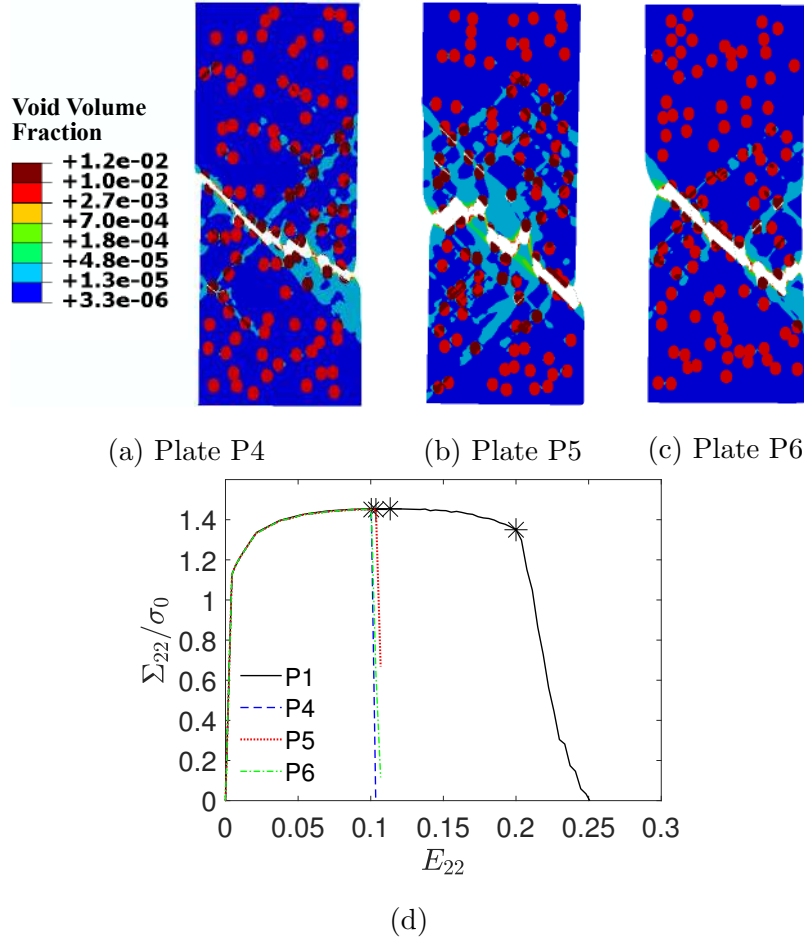 Void Volume
Fraction
+1.2e-02
+1.0e-02
+2.7e-03
+7.0e-04
+1.8e-04
+4.8e-05
+1.3e-05
+3.3e-06
(a) Plate P4
(b) Plate P5
(c) Plate P6
Σ22/σ0
1.4
1.2
1
0.8
0.6
0.4
0.2
0
P1
P4
P5
P6
0 0.05 0.1 0.15 0.2 0.25 0.3
E22
(d)